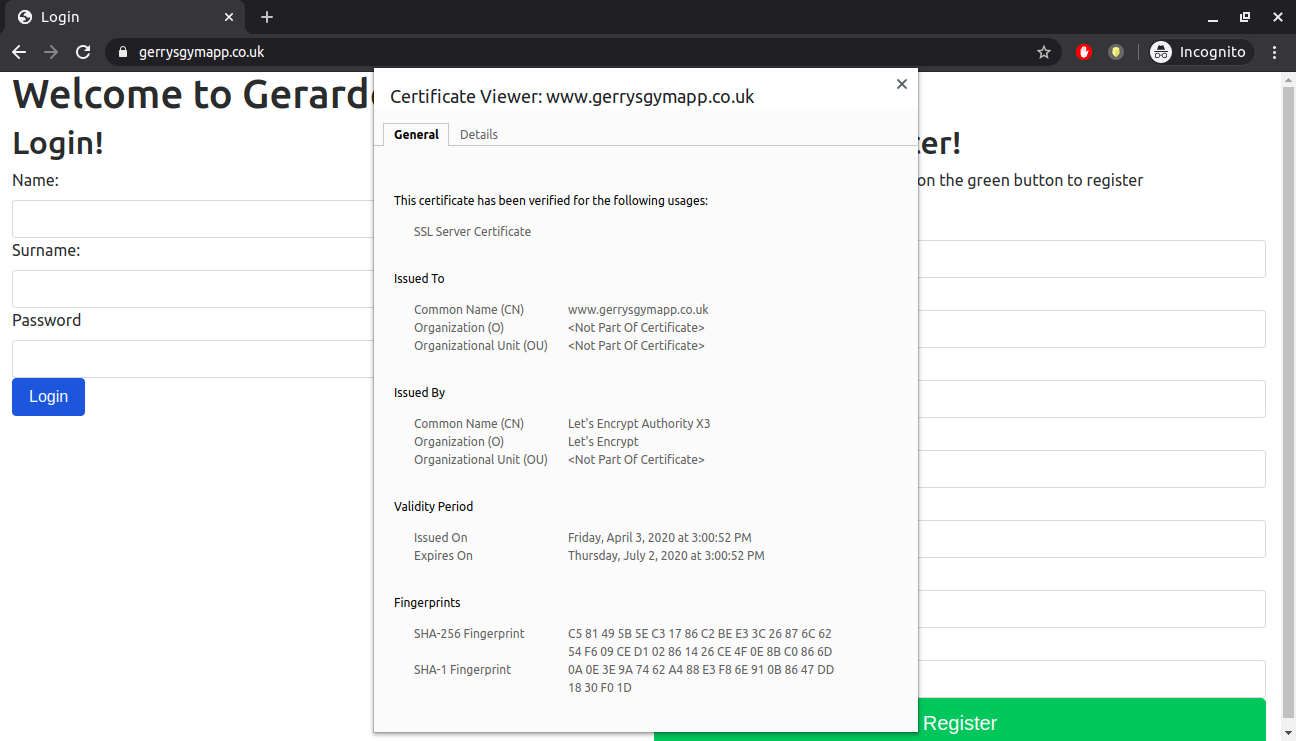 Login
gerrysgymapp.co.uk
Incognito
Welcome to
Login!
Name:
Surname:
Password
Login
Certificate Viewer: www.gerrysgymapp.co.uk
General Details
This certificate has been verified for the following usages:
SSL Server Certificate
Issued To
Common Name (CN) www.gerrysgymapp.co.uk
Organization (O) <Not Part Of Certificate>
Organizational Unit (OU) <Not Part Of Certificate>
Issued By
Common Name (CN) Let's Encrypt Authority X3
Organization (O) Let's Encrypt
Organizational Unit (OU) <Not Part Of Certificate>
Validity Period
Issued On Friday, April 3, 2020 at 3:00:52 PM
Expires On Thursday, July 2, 2020 at 3:00:52 PM
Fingerprints
SHA-256 Fingerprint C5 81 49 5B 5E C3 17 86 C2 BE E3 3C 26 87 6C 62
54 F6 09 CE D1 02 86 14 26 CE 4F 0E 8B C0 86 6D
SHA-1 Fingerprint 0A 0E 3E 9A 74 62 A4 88 E3 F8 6E 91 0B 86 47 DD
18 30 F0 1D
on the green button to register
Register